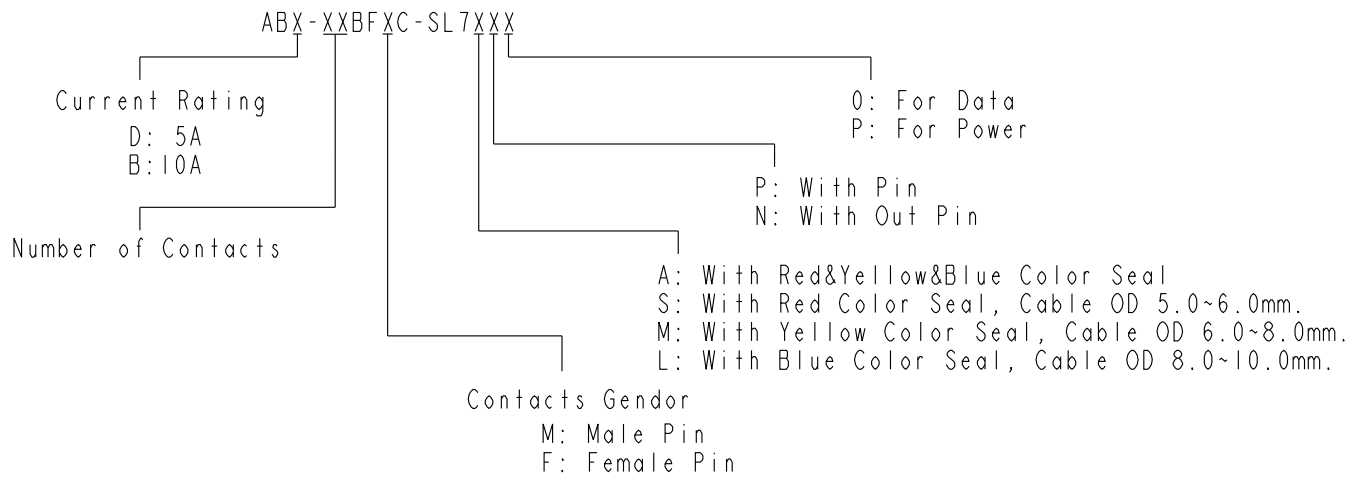 ABX-XXBFXC-SL7XXX
Current Rating
D: 5A
B:10A
Number of Contacts
0: For Data
P: For Power
P: With Pin
N: With Out Pin
A: With Red&Yellow&Blue Color Seal
S: With Red Color Seal, Cable OD 5.0~6.0mm.
M: With Yellow Color Seal, Cable OD 6.0~8.0mm.
L: With Blue Color Seal, Cable OD 8.0~10.0mm.
Contacts Gendor
M: Male Pin
F: Female Pin